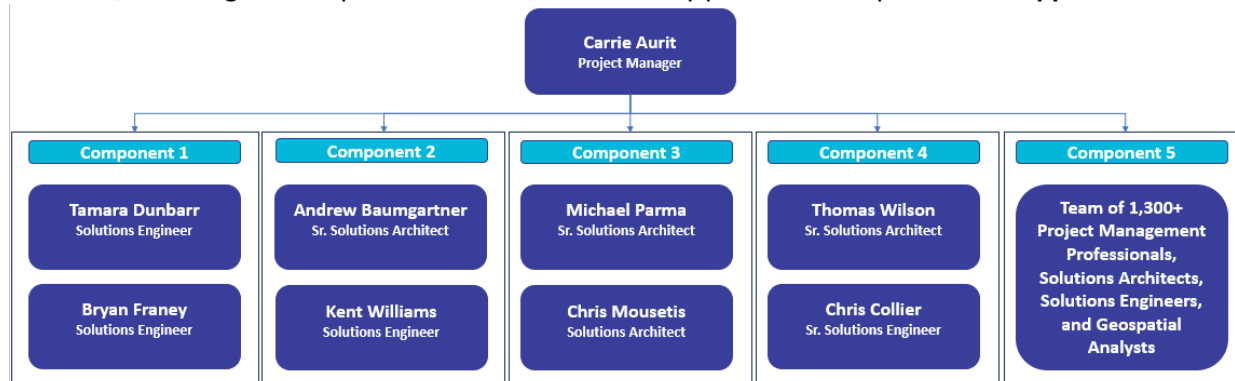 Carrie Aurit
Project Manager
Component 1
Component 2
Component 3
Component 4
Component 5
Tamara Dunbarr
Solutions Engineer
Andrew Baumgartner
Sr. Solutions Architect
Michael Parma
Sr. Solutions Architect
Thomas Wilson
Sr. Solutions Architect
Team of 1,300+
Project Management
Professionals,
Solutions Architects,
Solutions Engineers,
and Geospatial
Analysts
Bryan Franey
Solutions Engineer
Kent Williams
Solutions Engineer
Chris Mousetis
Solutions Architect
Chris Collier
Sr. Solutions Engineer